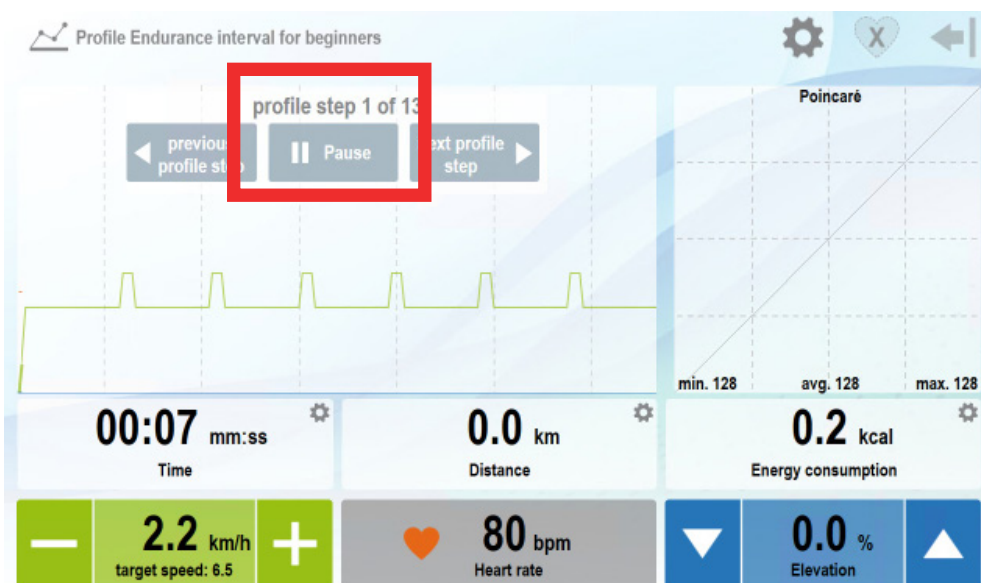 Profile Endurance interval for beginners
X
profile step 1 of 13
previous
profile step
Pause
next profile
step
Poincaré
min. 128
avg. 128
max. 128
00:07 mm:ss
Time
0.0 km
Distance
0.2 kcal
Energy consumption
2.2 km/h
target speed: 6.5
80 bpm
Heart rate
0.0 %
Elevation